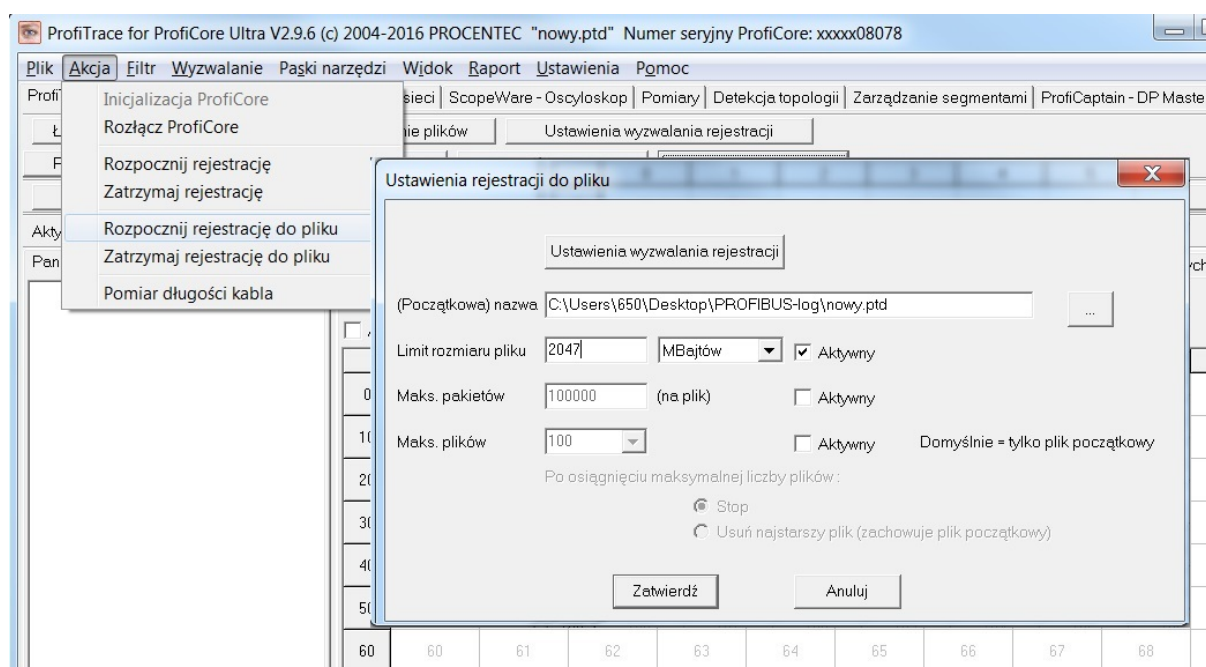 ProfiTrace for ProfiCore Ultra V2.9.6 (c) 2004-2016 PROCENTEC "nowy.ptd" Numer seryjny ProfiCore: xxxxx08078
Plik Akcja Filtr Wyzwalanie Paski narzędzi Widok Raport Ustawienia Pomoc
sieci ScopeWare - Oscyloskop Pomiary Detekcja topologii Zarządzanie segmentami ProfiCaptain - DP Maste
Inicjalizacja ProfiCore
Rozłącz ProfiCore
Rozpocznij rejestrację
Zatrzymaj rejestrację
Rozpocznij rejestrację do pliku
Zatrzymaj rejestrację do pliku
Pomiar długości kabla
nie plików Ustawienia wyzwalania rejestracji
Akty
Pan
Ustawienia rejestracji do pliku
Ustawienia wyzwalania rejestracji
(Początkowa) nazwa C:\Users\650\Desktop\PROFIBUS-log\nowy.ptd ...
Limit rozmiaru pliku 2047 MBajtów Aktywny
Maks. pakietów 100000 (na plik) Aktywny
Maks. plików 100 Aktywny Domyślnie = tylko plik początkowy
Po osiągnięciu maksymalnej liczby plików :
Stop
Usuń najstarszy plik (zachowuje plik początkowy)
Zatwierdź Anuluj
60 60 61 62 63 64 65 66 67 68